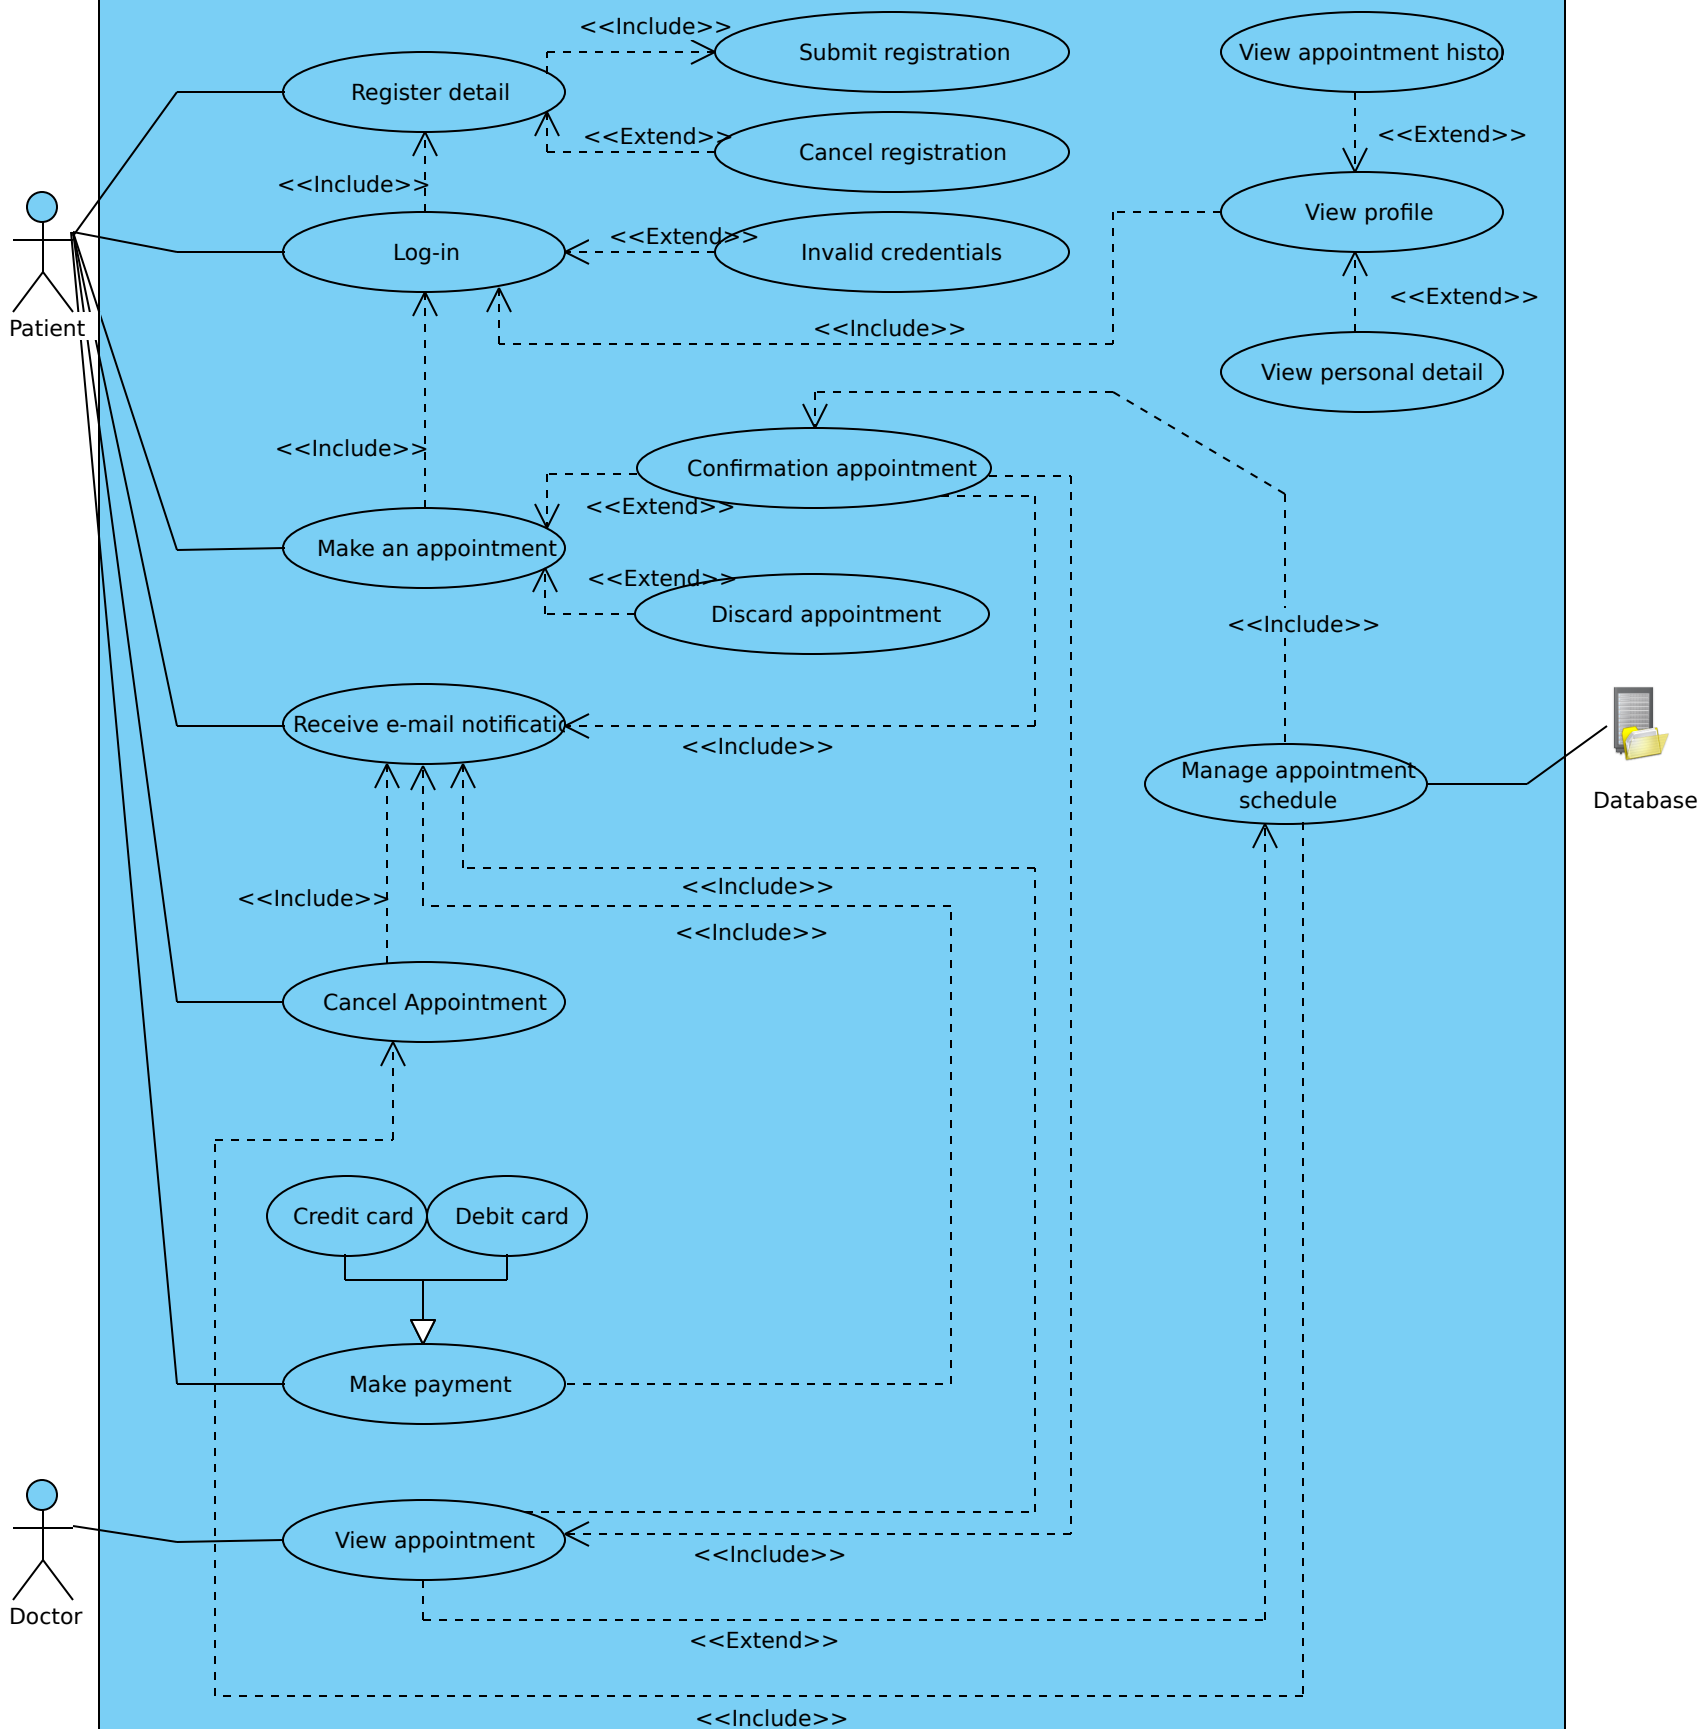 <<Include>>
Submit registration
View appointment histor
Register detail
<<Extend>>
<<Extend>>
Cancel registration
<<Include>>
View profile
<<Extend>>
Log-in
Invalid credentials
<<Extend>>
Patient
<<Include>>
View personal detail
<<Include>>
Confirmation appointment
<<Extend>>
Make an appointment
<<Extend>>
Discard appointment
<<Include>>
Receive e-mail notificatio
<<Include>>
Manage appointment
schedule
Database
<<Include>>
<<Include>>
<<Include>>
Cancel Appointment
Credit card
Debit card
Make payment
View appointment
<<Include>>
Doctor
<<Extend>>
<<Include>>